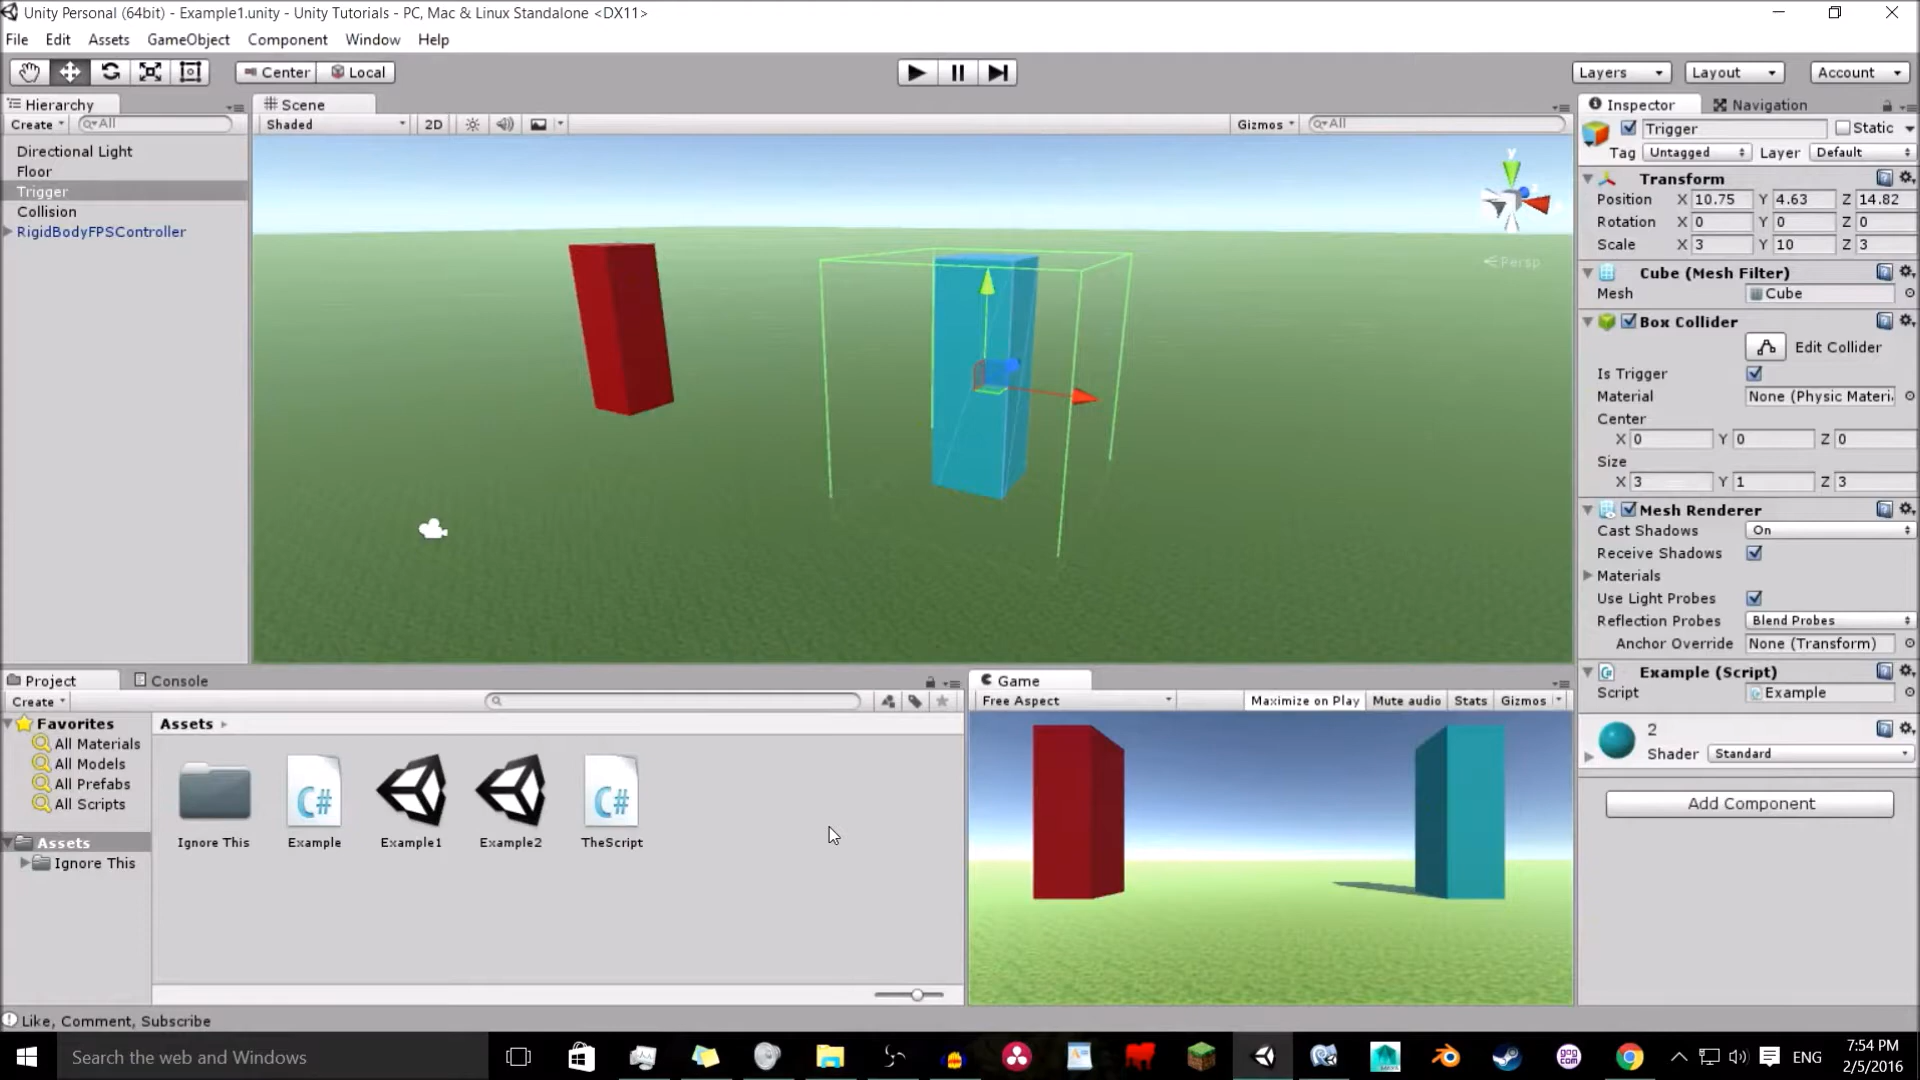 Unity Personal (64bit) - Example1.unity - Unity Tutorials - PC, Mac & Linux Standalone <DX11>
File Edit Assets GameObject Component Window Help
Center Local Layers Layout Account
Hierarchy
Create All
Directional Light
Floor
Trigger
Collision
RigidBodyFPSController
Scene
Shaded 2D Gizmos All
y
Persp
Inspector Navigation
Trigger Static
Tag Untagged Layer Default
Transform
Position X 10.75 Y 4.63 Z 14.82
Rotation X 0 Y 0 Z 0
Scale X 3 Y 10 Z 3
Cube (Mesh Filter)
Mesh Cube
Box Collider
Edit Collider
Is Trigger
Material None (Physic Materi
Center
X 0 Y 0 Z 0
Size
X 3 Y 1 Z 3
Mesh Renderer
Cast Shadows On
Receive Shadows
Materials
Use Light Probes
Reflection Probes Blend Probes
Anchor Override None (Transform)
Example (Script)
Script Example
2
Shader Standard
Add Component
Project Console
Create
Favorites
All Materials
All Models
All Prefabs
All Scripts
Assets
Ignore This
Assets
C# C#
Ignore This Example Example1 Example2 TheScript
Game
Free Aspect Maximize on Play Mute audio Stats Gizmos
Like, Comment, Subscribe
Search the web and Windows
gog com
ENG
7:54 PM
2/5/2016